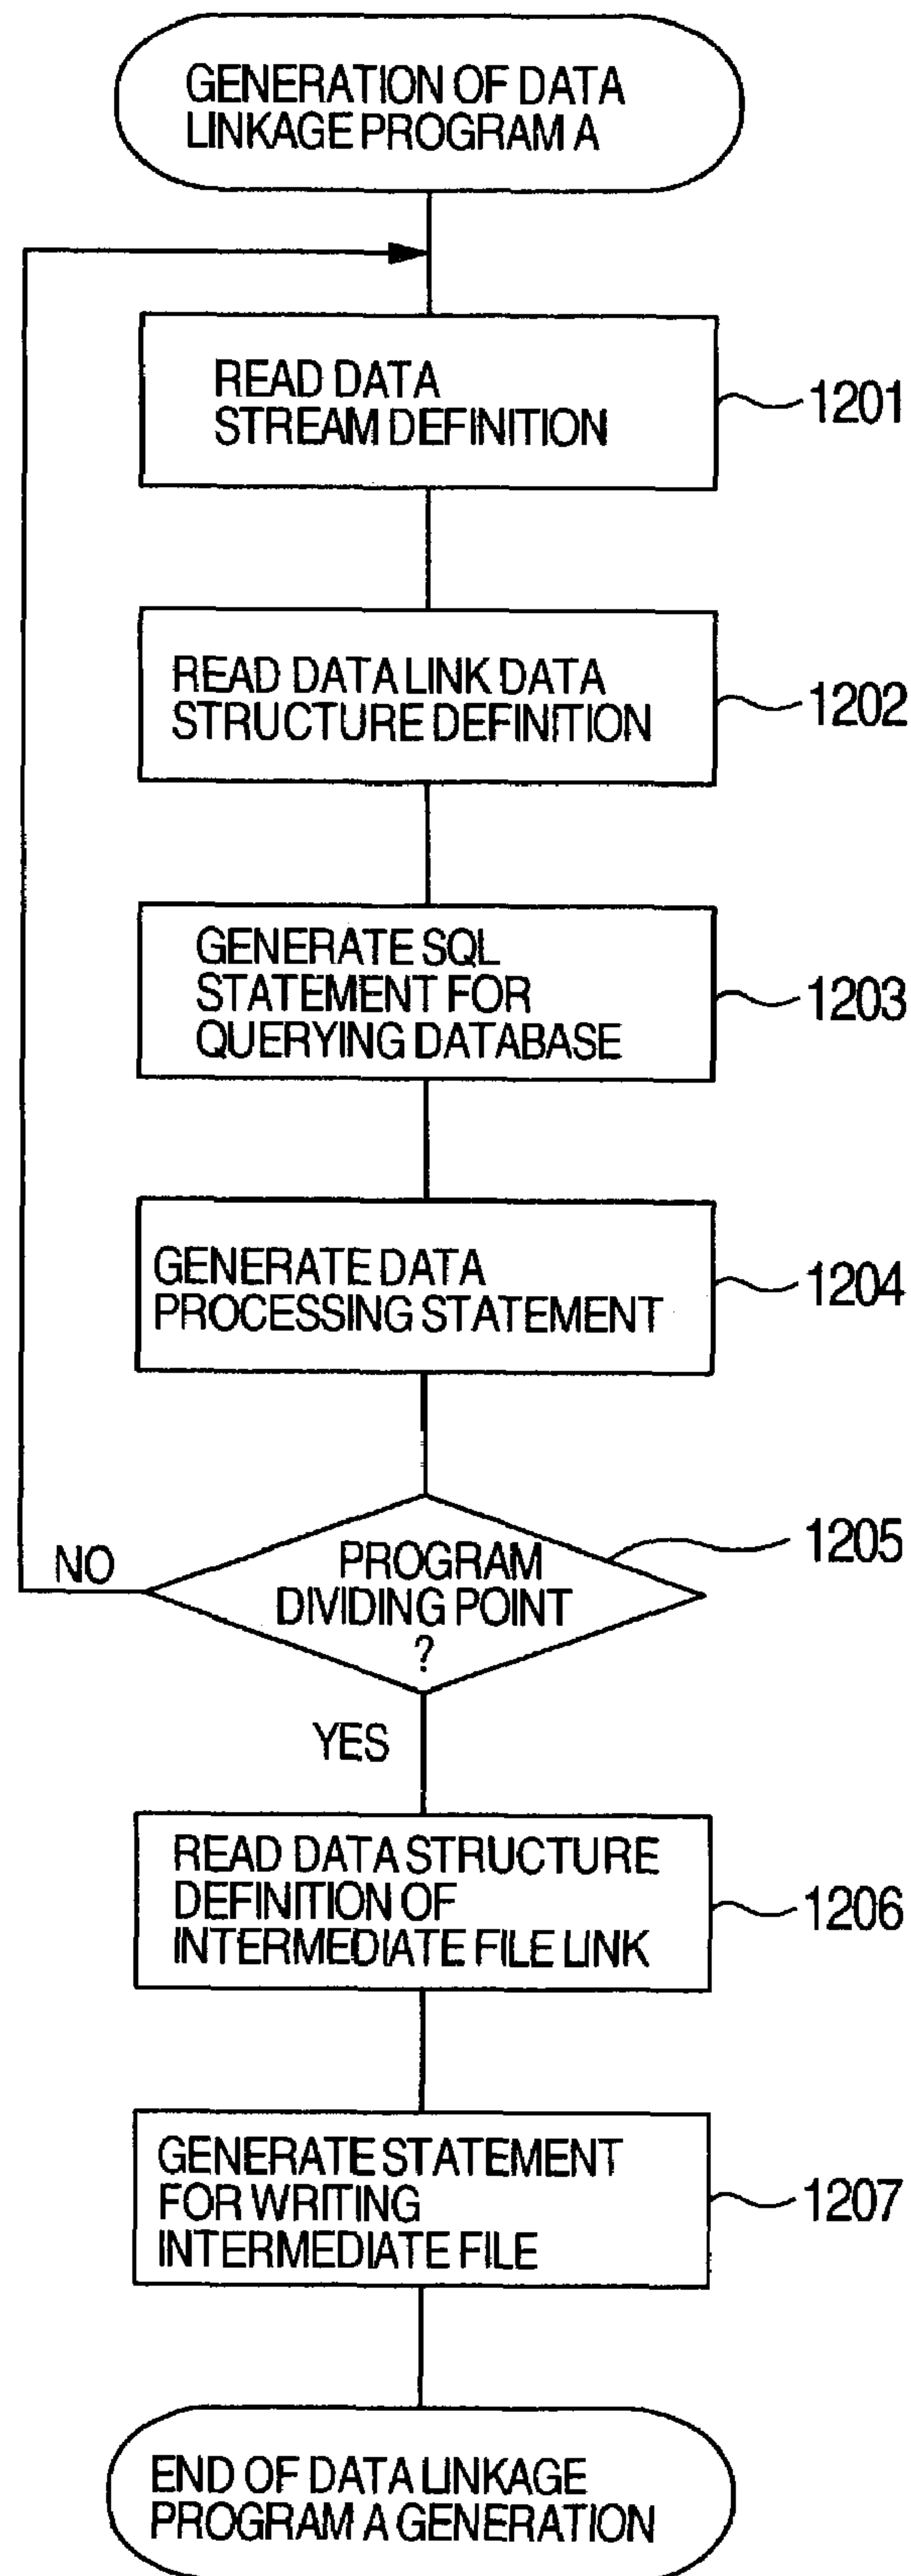 GENERATION OF DATA
LINKAGE PROGRAM A
READ DATA
STREAM DEFINITION
1201
READ DATA LINK DATA
STRUCTURE DEFINITION
1202
GENERATE SQL
STATEMENT FOR
QUERYING DATABASE
1203
GENERATE DATA
PROCESSING STATEMENT
1204
PROGRAM
DIVIDING POINT
?
1205
NO
YES
READ DATA STRUCTURE
DEFINITION OF
INTERMEDIATE FILE LINK
1206
GENERATE STATEMENT
FOR WRITING
INTERMEDIATE FILE
1207
END OF DATA LINKAGE
PROGRAM A GENERATION